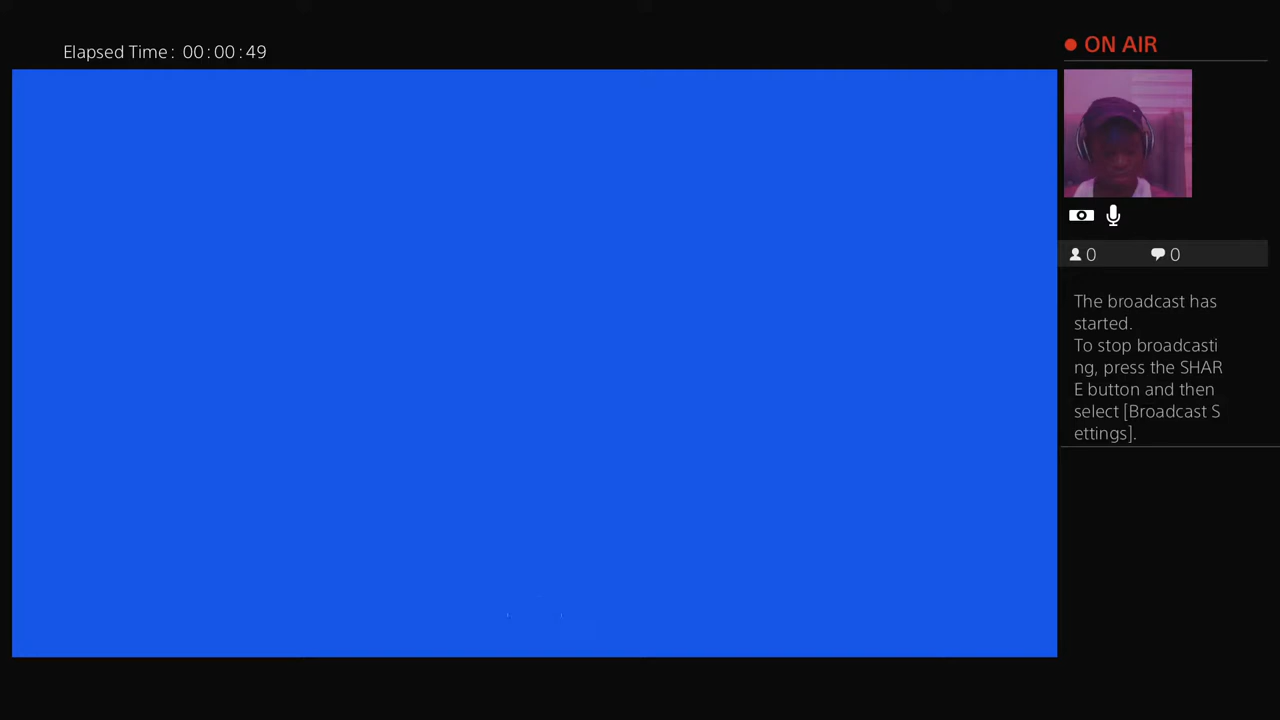 Elapsed Time: 00:00:49
ON AIR
0 0
The broadcast has
started.
To stop broadcasti
ng, press the SHAR
E button and then
select [Broadcast S
ettings].